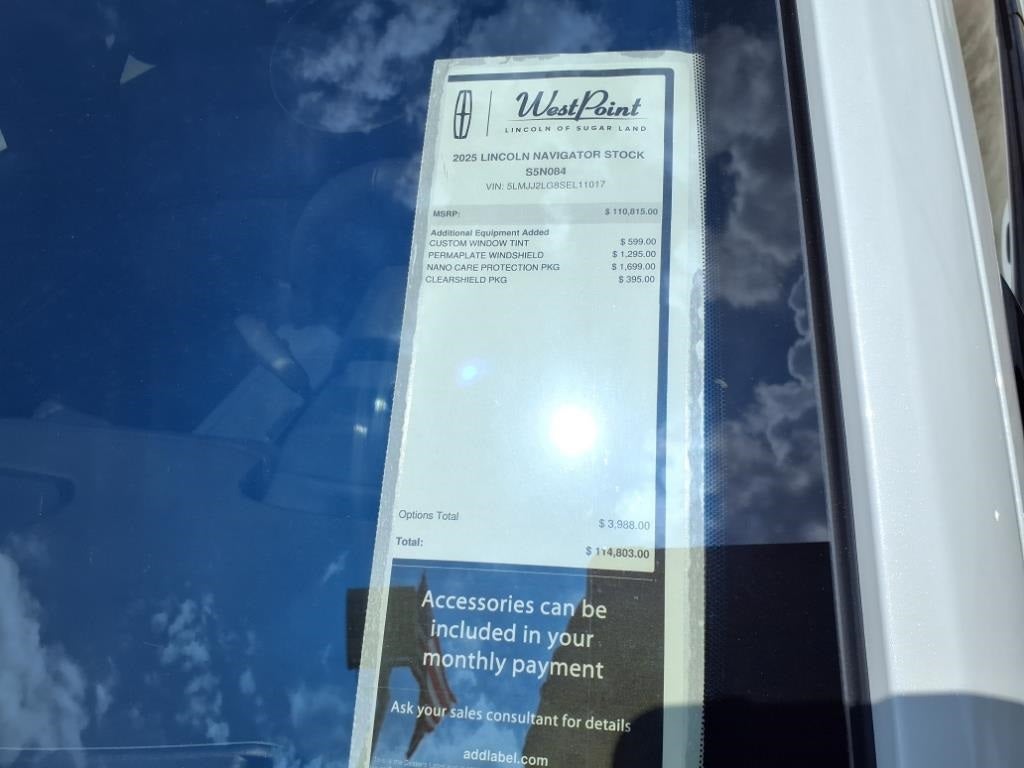 WestPoint
LINCOLN OF SUGAR LAND
2025 LINCOLN NAVIGATOR STOCK
S5N084
VIN: 5LMJJ2LG8SEL11017
MSRP: $ 110,815.00
Additional Equipment Added
CUSTOM WINDOW TINT $ 599.00
PERMAPLATE WINDSHIELD $ 1,295.00
NANO CARE PROTECTION PKG $ 1,699.00
CLEARSHIELD PKG $ 395.00
Options Total $ 3,988.00
Total: $ 114,803.00
Accessories can be
included in your
monthly payment
Ask your sales consultant for details
addlabel.com